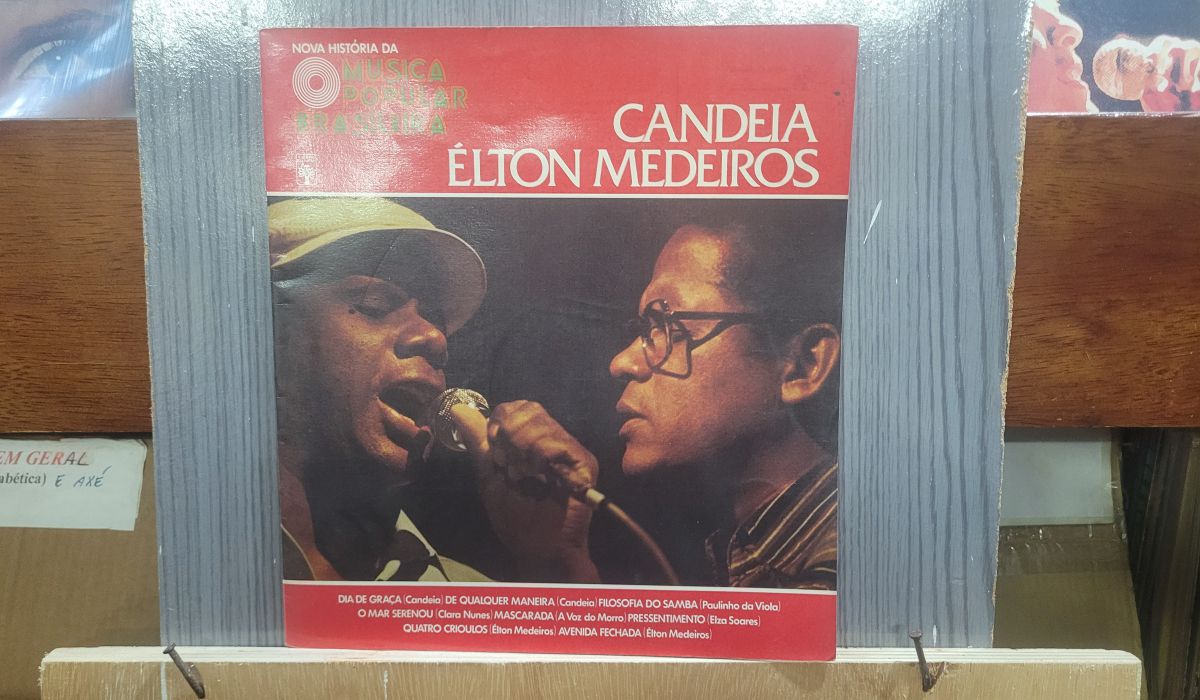 NOVA HISTÓRIA DA
MUSICA
POPULAR
BRASILEIRA
CANDEIA
ÉLTON MEDEIROS
DIA DE GRAÇA (Candeia) DE QUALQUER MANEIRA (Candeia) FILOSOFIA DO SAMBA (Paulinho da Viola)
O MAR SERENOU (Clara Nunes) MASCARADA (A Voz do Morro) PRESSENTIMENTO (Elza Soares)
QUATRO CRIOULOS (Élton Medeiros) AVENIDA FECHADA (Élton Medeiros)
EM GERAL
abética) E AXÉ